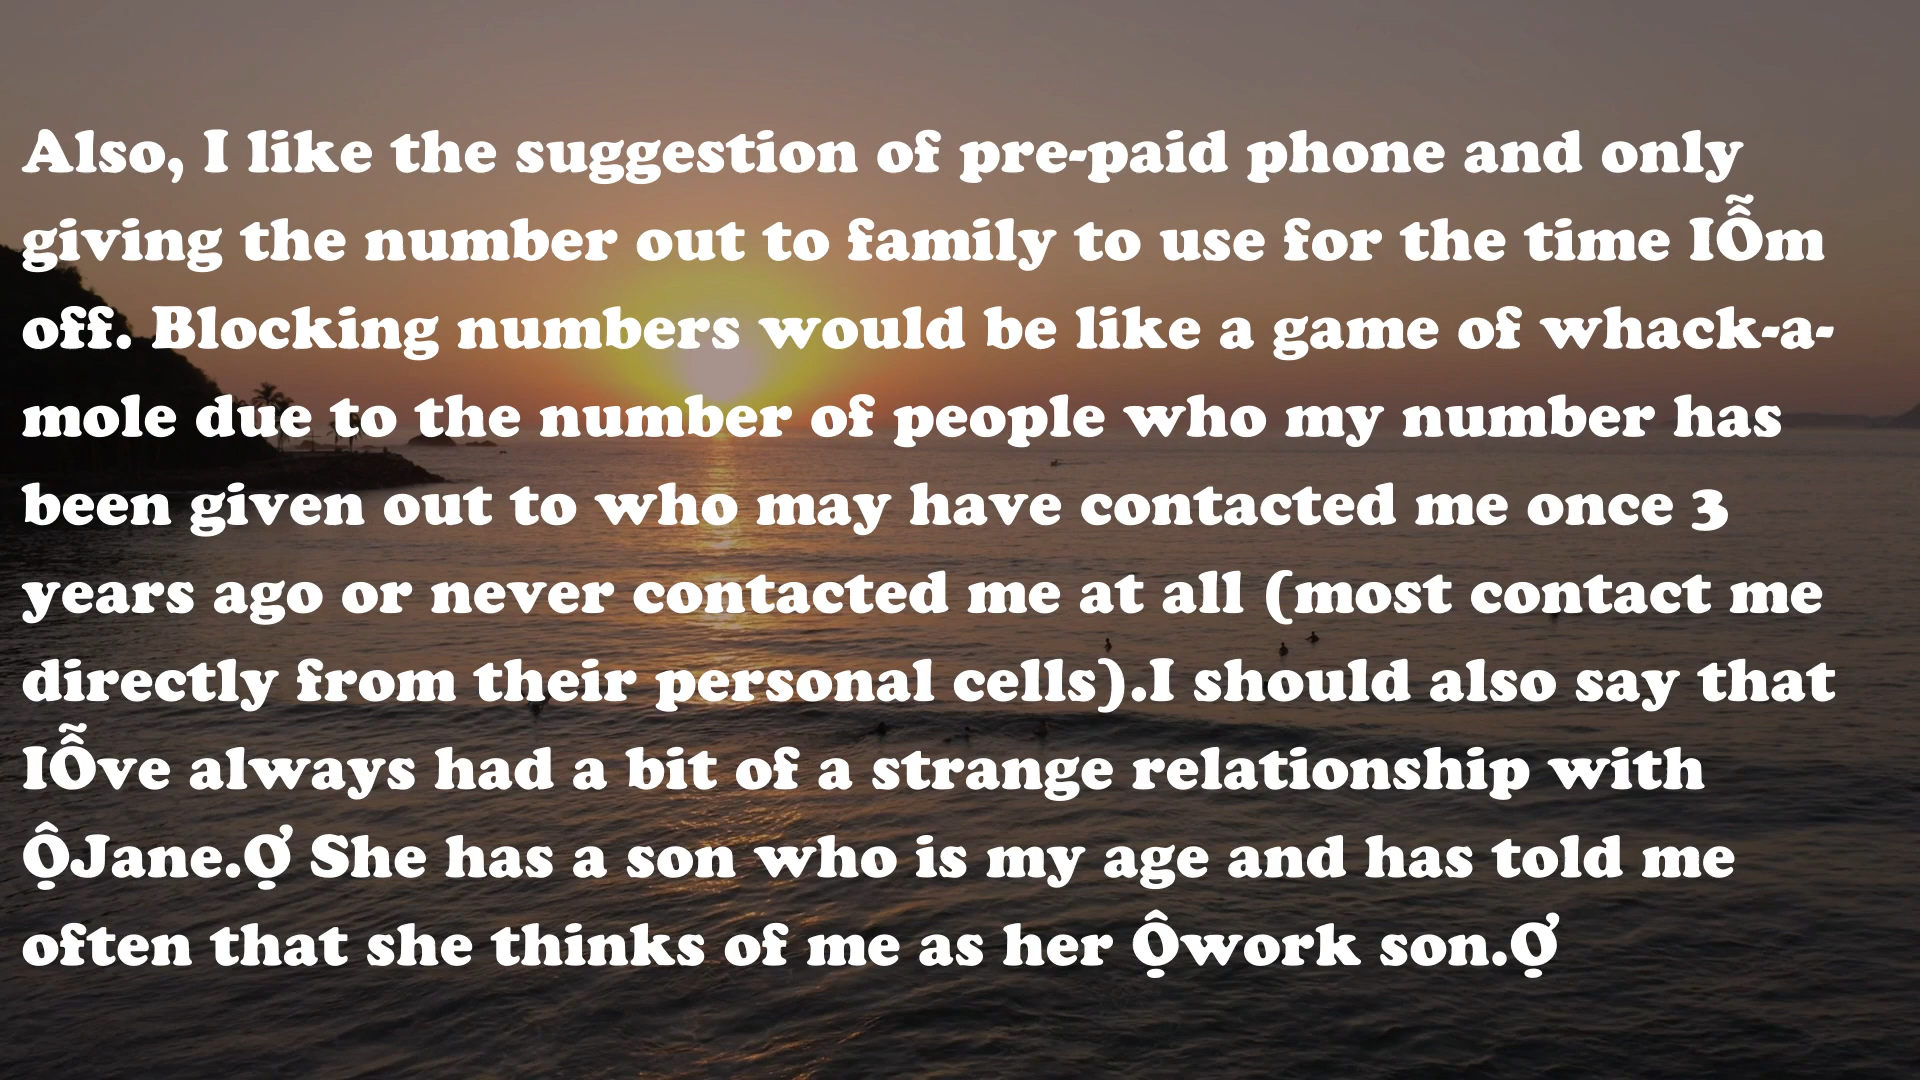 Also, I like the suggestion of pre-paid phone and only
giving the number out to family to use for the time IỖm
off. Blocking numbers would be like a game of whack-a-
mole due to the number of people who my number has
been given out to who may have contacted me once 3
years ago or never contacted me at all (most contact me
directly from their personal cells).I should also say that
IỖve always had a bit of a strange relationship with
ỘJane.Ợ She has a son who is my age and has told me
often that she thinks of me as her Ộwork son.Ợ